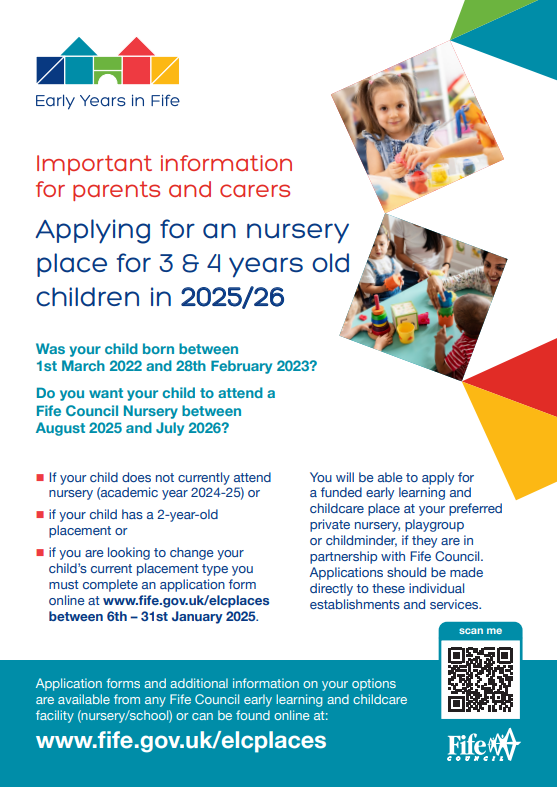 Early Years in Fife
Important information
for parents and carers
Applying for an nursery
place for 3 & 4 years old
children in 2025/26
Was your child born between
1st March 2022 and 28th February 2023?
Do you want your child to attend a
Fife Council Nursery between
August 2025 and July 2026?
If your child does not currently attend
nursery (academic year 2024-25) or
if your child has a 2-year-old
placement or
if you are looking to change your
child's current placement type you
must complete an application form
online at www.fife.gov.uk/elcplaces
between 6th – 31st January 2025.
You will be able to apply for
a funded early learning and
childcare place at your preferred
private nursery, playgroup
or childminder, if they are in
partnership with Fife Council.
Applications should be made
directly to these individual
establishments and services.
scan me
Application forms and additional information on your options
are available from any Fife Council early learning and childcare
facility (nursery/school) or can be found online at:
www.fife.gov.uk/elcplaces
Fife
COUNCIL